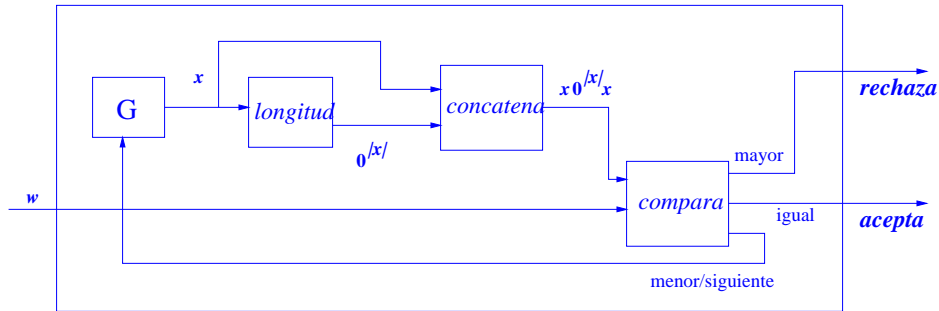 x
G
longitud
0/x/
concatena
x 0/x/ x
rechaza
mayor
w
compara
igual
acepta
menor/siguiente